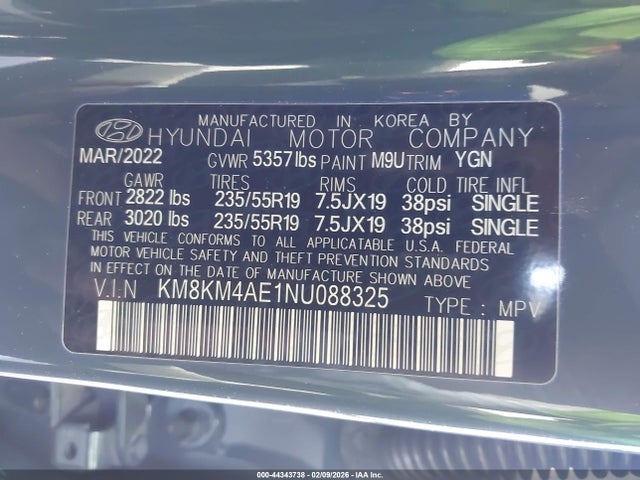 MANUFACTURED IN KOREA BY
HYUNDAI MOTOR COMPANY
MAR/2022 GVWR 5357lbs PAINT M9U TRIM YGN
GAWR TIRES RIMS COLD TIRE INFL
FRONT 2822 lbs 235/55R19 7.5JX19 38psi SINGLE
REAR 3020 lbs 235/55R19 7.5JX19 38psi SINGLE
THIS VEHICLE CONFORMS TO ALL APPLICATABLE U.S.A. FEDERAL
MOTOR VEHICLE SAFETY AND THEFT PREVENTION STANDARDS
IN EFFECT ON THE DATE OF MANUFACTURE SHOWN ABOVE
V.I.N KM8KM4AE1NU088325 TYPE : MPV
000-44343738 - 02/09/2026 - IAA Inc.